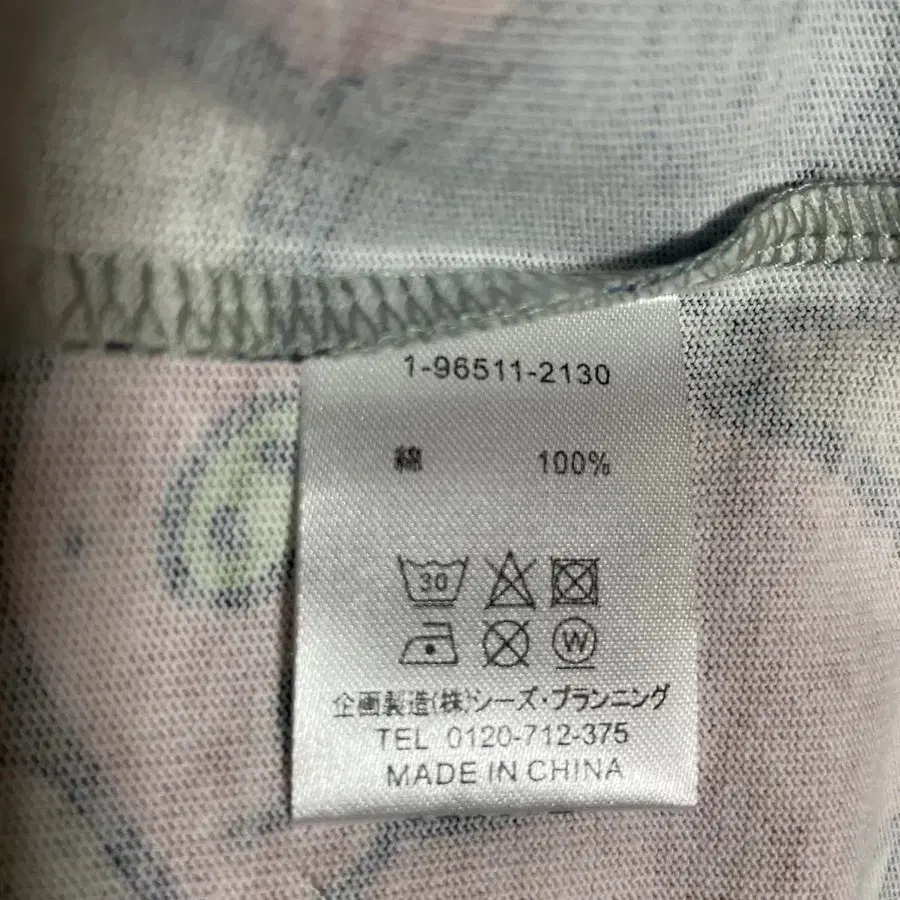 1-96511-2130
綿 100%
30
W
企画製造(株)シーズ・プランニング
TEL 0120-712-375
MADE IN CHINA